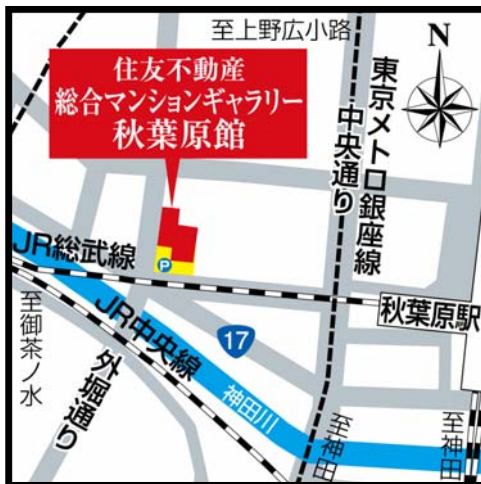 至上野広小路
N
住友不動産
総合マンションギャラリー
秋葉原館
東京メトロ銀座線
中央通り
P
JR総武線
秋葉原駅
JR中央線
17
至御茶ノ水
外堀通り
神田川
至神田
至神田